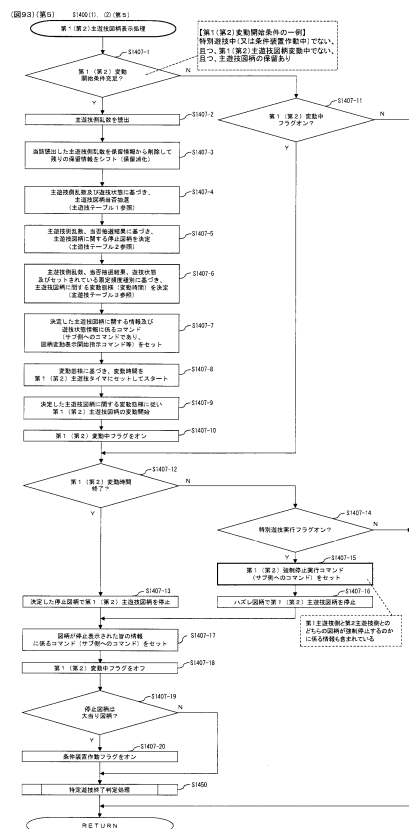 (図93)(第5)
S1400(1), (2)(第5)
第1(第2)主遊技図柄表示処理
【第1(第2)変動開始条件の一例】
特別遊技中(又は条件装置作動中)でない、
且つ、第1(第2)主遊技図柄変動中でない、
且つ、主遊技図柄の保留あり
S1407-1
第1(第2)変動
開始条件充足?
N
Y
S1407-11
第1(第2)変動中
フラグオン?
N
Y
S1407-2
主遊技側乱数を読出
S1407-3
当該読出した主遊技側乱数を保留情報から削除して
残りの保留情報をシフト(保留消化)
S1407-4
主遊技側乱数及び遊技状態に基づき、
主遊技図柄当否抽選
(主遊技テーブル1参照)
S1407-5
主遊技側乱数、当否抽選結果に基づき、
主遊技図柄に関する停止図柄を決定
(主遊技テーブル2参照)
S1407-6
主遊技側乱数、当否抽選結果、遊技状態
及びセットされている限定頻度種別に基づき、
主遊技図柄に関する変動態様(変動時間)を決定
(主遊技テーブル3参照)
S1407-7
決定した主遊技図柄に関する情報及び
遊技状態情報に係るコマンド
(サブ側へのコマンドであり、
図柄変動表示開始指示コマンド等)をセット
S1407-8
変動態様に基づき、変動時間を
第1(第2)主遊技タイマにセットしてスタート
S1407-9
決定した主遊技図柄に関する変動態様に従い
第1(第2)主遊技図柄の変動開始
S1407-10
第1(第2)変動中フラグをオン
S1407-12
第1(第2)変動時間
終了?
N
Y
S1407-14
特別遊技実行フラグオン?
N
Y
S1407-15
第1(第2)強制停止実行コマンド
(サブ側へのコマンド)をセット
S1407-13
決定した停止図柄で第1(第2)主遊技図柄を停止
S1407-16
ハズレ図柄で第1(第2)主遊技図柄を停止
第1主遊技側と第2主遊技側との
どちらの図柄が強制停止するのか
に係る情報も含まれている
S1407-17
図柄が停止表示された旨の情報
に係るコマンド(サブ側へのコマンド)をセット
S1407-18
第1(第2)変動中フラグをオフ
S1407-19
停止図柄は
大当り図柄?
N
Y
S1407-20
条件装置作動フラグをオン
S1450
特定遊技終了判定処理
RETURN